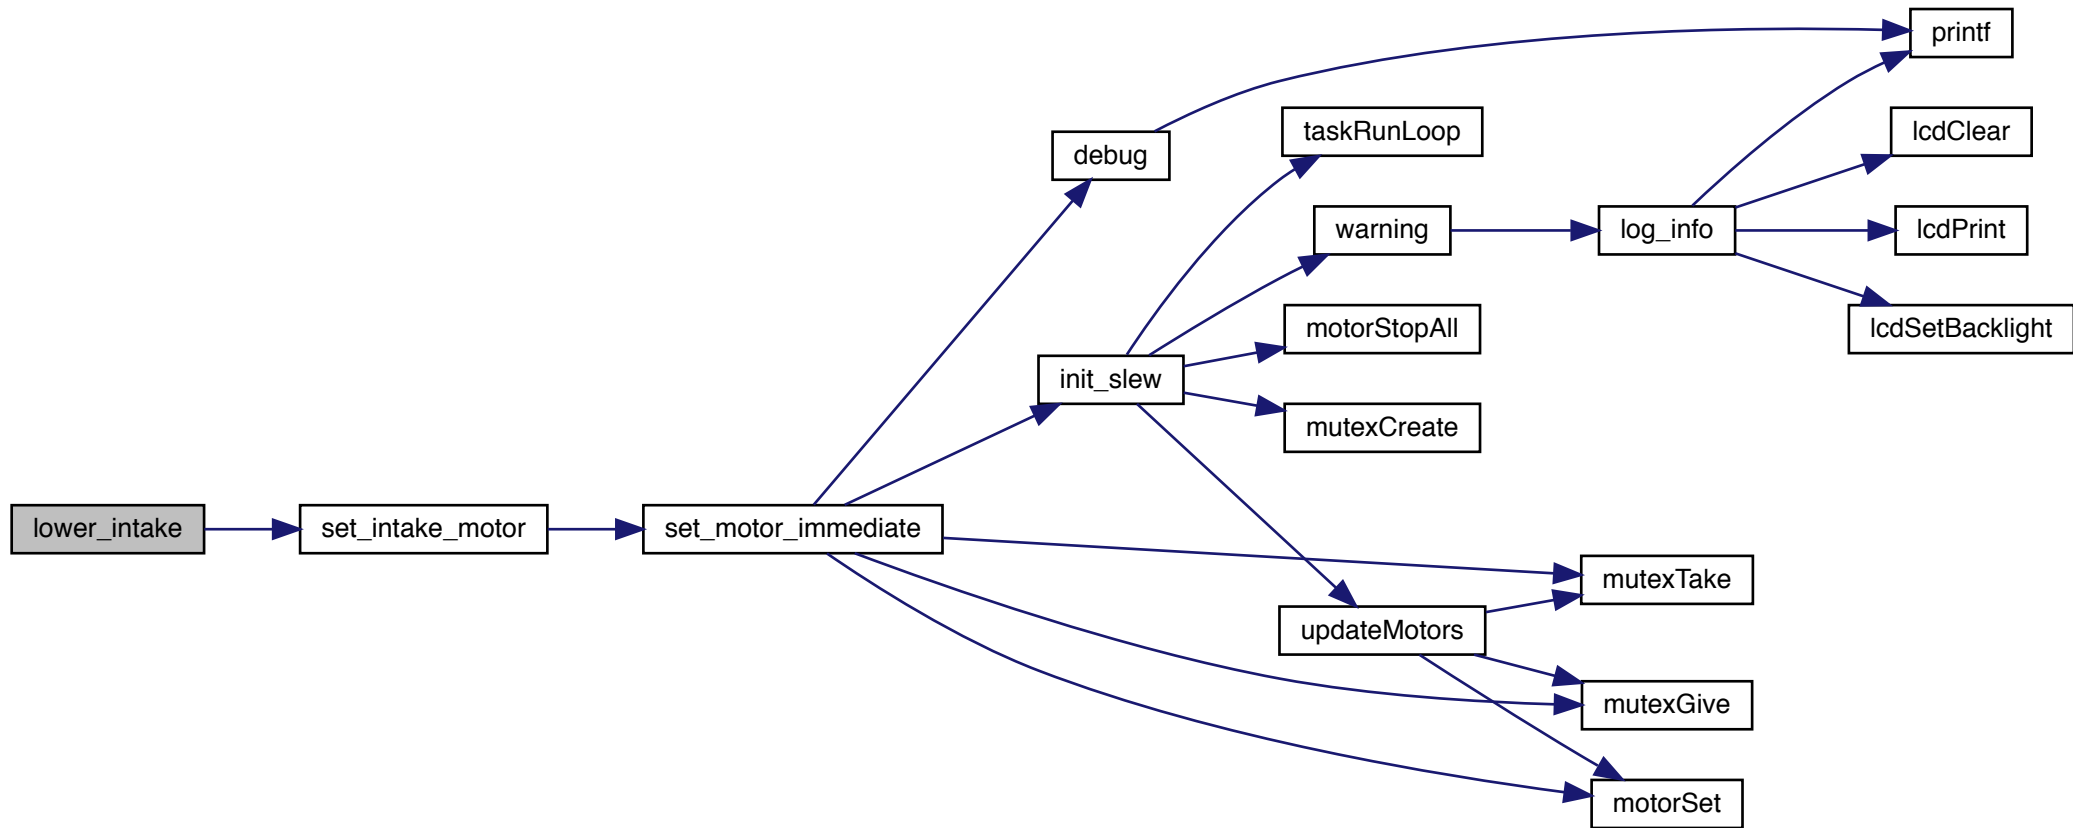 printf
lcdClear
taskRunLoop
debug
warning
log_info
lcdPrint
motorStopAll
lcdSetBacklight
init_slew
mutexCreate
lower_intake
set_intake_motor
set_motor_immediate
mutexTake
updateMotors
mutexGive
motorSet